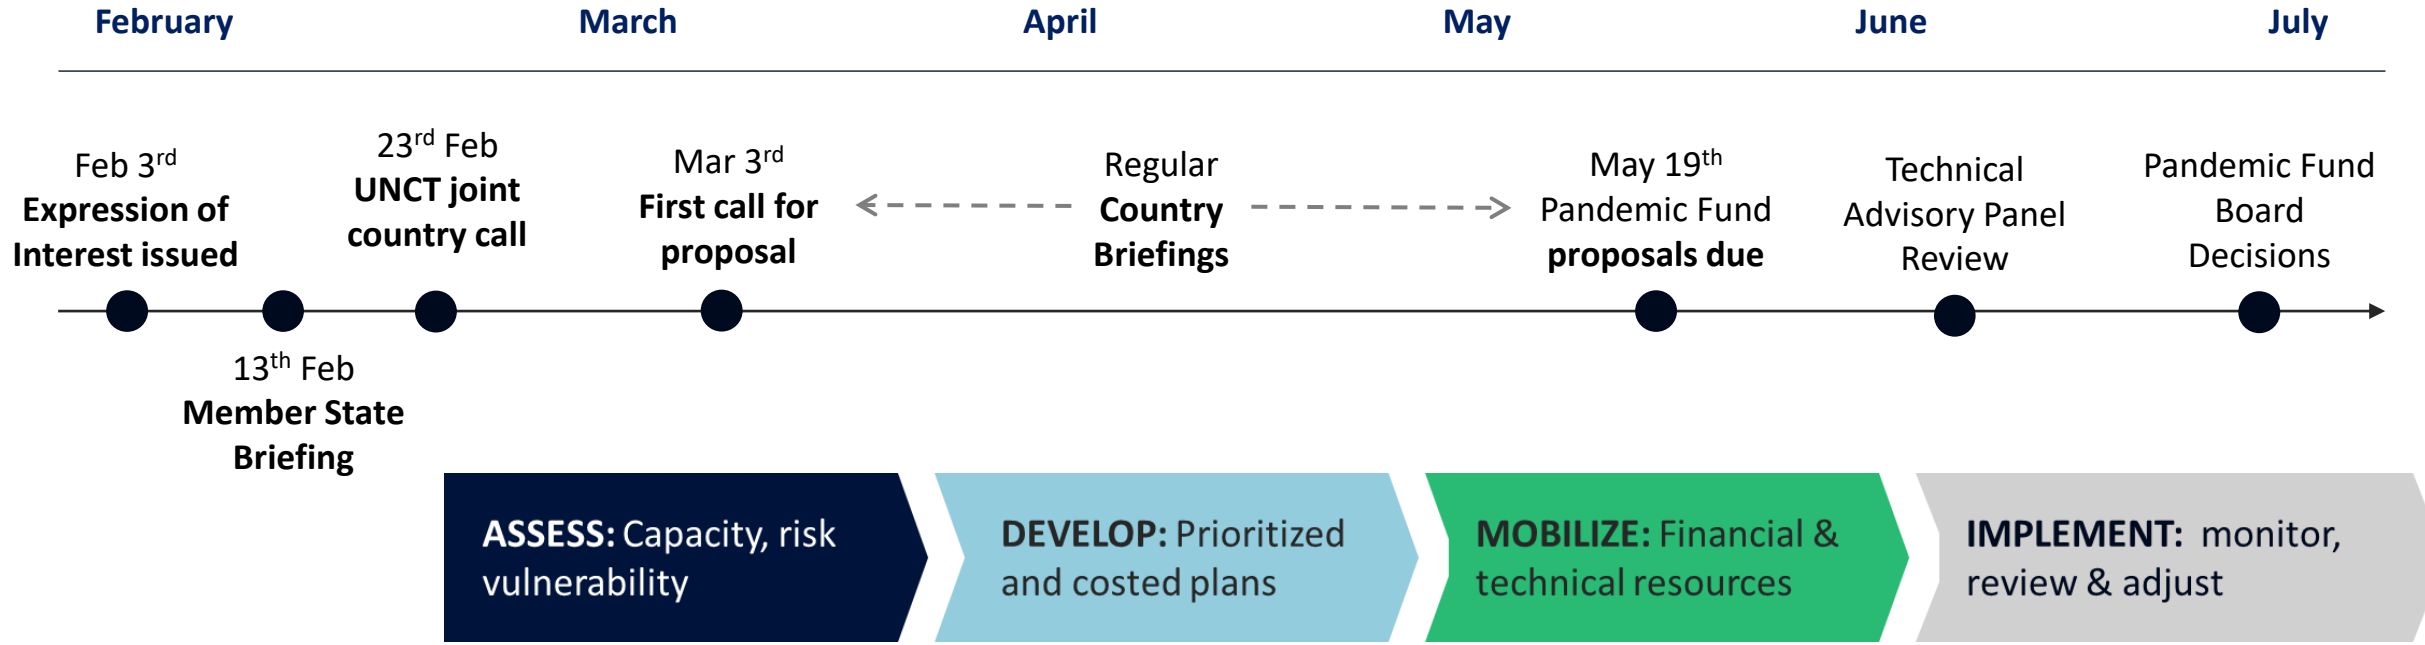 February
March
April
May
June
July
Feb 3rd
Expression of
Interest issued
23rd Feb
UNCT joint
country call
Mar 3rd
First call for
proposal
Regular
Country
Briefings
May 19th
Pandemic Fund
proposals due
Technical
Advisory Panel
Review
Pandemic Fund
Board
Decisions
13th Feb
Member State
Briefing
ASSESS: Capacity, risk
vulnerability
DEVELOP: Prioritized
and costed plans
MOBILIZE: Financial &
technical resources
IMPLEMENT: monitor,
review & adjust